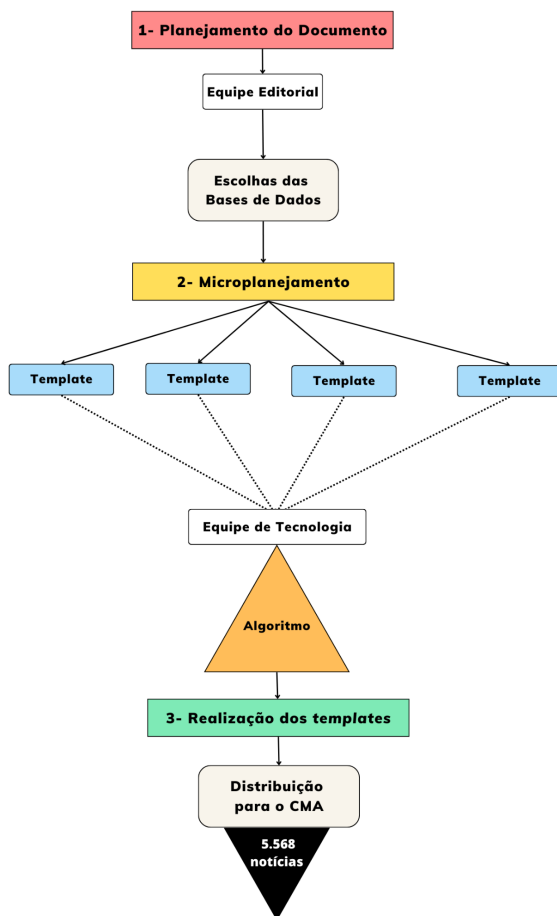 1- Planejamento do Documento
Equipe Editorial
Escolhas das
Bases de Dados
2- Microplanejamento
Template
Template
Template
Template
Equipe de Tecnologia
Algoritmo
3- Realização dos templates
Distribuição
para o CMA
5.568
notícias